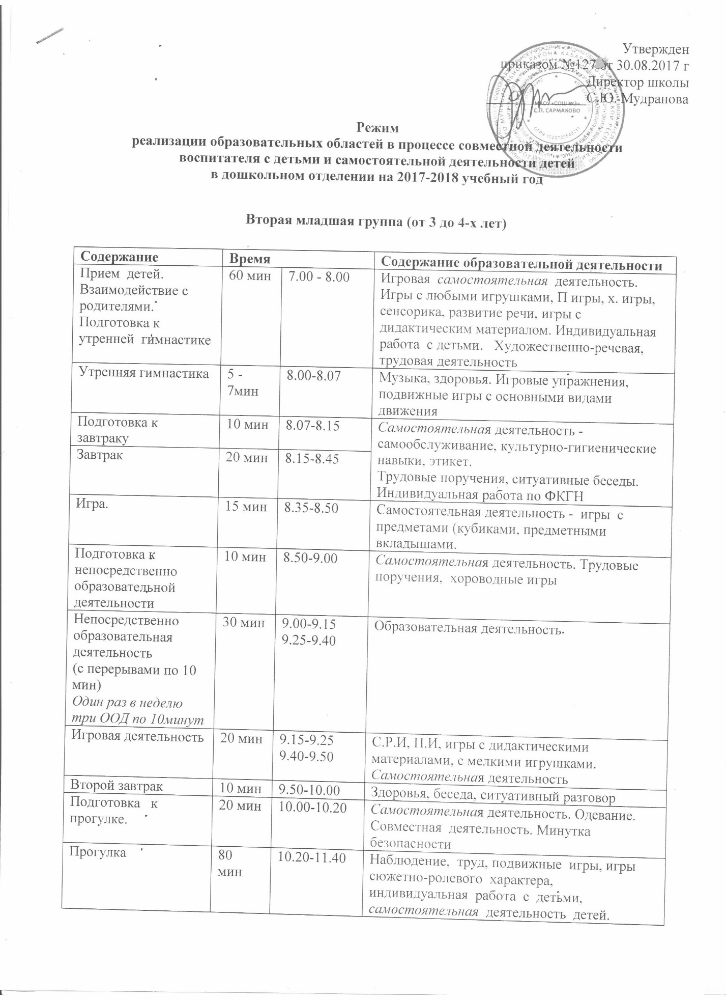 Утвержден
приказом №127 от 30.08.2017 г
Директор школы
С.Ю. Мудранова
МКОУ «СОШ №3»
С.П. САРМАКОВО
Режим
реализации образовательных областей в процессе совместной деятельности
воспитателя с детьми и самостоятельной деятельности детей
в дошкольном отделении на 2017-2018 учебный год
Вторая младшая группа (от 3 до 4-х лет)
Содержание Время Содержание образовательной деятельности
Прием детей.
Взаимодействие с
родителями.
Подготовка к
утренней гимнастике
60 мин
7.00 - 8.00
Игровая самостоятельная деятельность.
Игры с любыми игрушками, П игры, х. игры,
сенсорика, развитие речи, игры с
дидактическим материалом. Индивидуальная
работа с детьми. Художественно-речевая,
трудовая деятельность
Утренняя гимнастика
5 -
7мин
8.00-8.07
Музыка, здоровья. Игровые упражнения,
подвижные игры с основными видами
движения
Подготовка к
завтраку
10 мин
8.07-8.15
Самостоятельная деятельность -
самообслуживание, культурно-гигиенические
навыки, этикет.
Трудовые поручения, ситуативные беседы.
Индивидуальная работа по ФКГН
Завтрак
20 мин
8.15-8.45
Игра.
15 мин
8.35-8.50
Самостоятельная деятельность - игры с
предметами (кубиками, предметными
вкладышами.
Подготовка к
непосредственно
образовательной
деятельности
10 мин
8.50-9.00
Самостоятельная деятельность. Трудовые
поручения, хороводные игры
Непосредственно
образовательная
деятельность
(с перерывами по 10
мин)
Один раз в неделю
три ООД по 10минут
30 мин
9.00-9.15
9.25-9.40
Образовательная деятельность.
Игровая деятельность
20 мин
9.15-9.25
9.40-9.50
С.Р.И, П.И, игры с дидактическими
материалами, с мелкими игрушками.
Самостоятельная деятельность
Второй завтрак
10 мин
9.50-10.00
Здоровья, беседа, ситуативный разговор
Подготовка к
прогулке.
20 мин
10.00-10.20
Самостоятельная деятельность. Одевание.
Совместная деятельность. Минутка
безопасности
Прогулка
80
мин
10.20-11.40
Наблюдение, труд, подвижные игры, игры
сюжетно-ролевого характера,
индивидуальная работа с детьми,
самостоятельная деятельность детей.